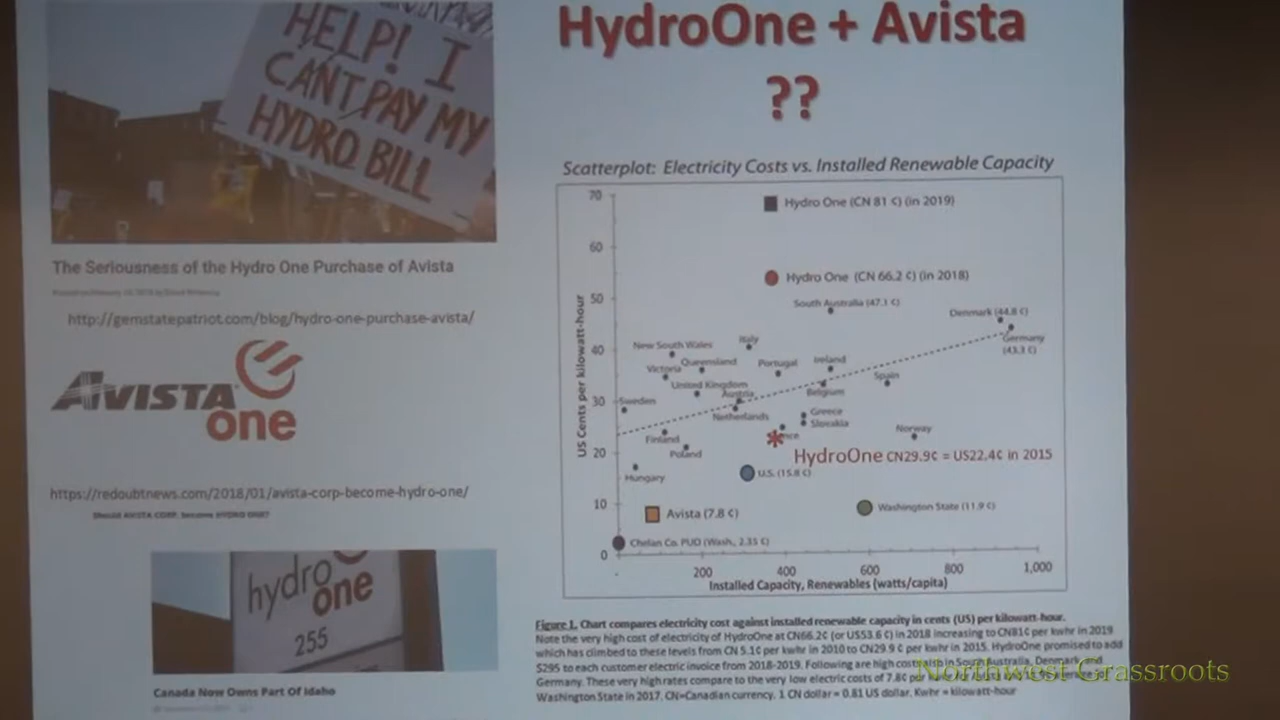 HELP! I
CAN'T PAY MY
HYDRO BILL
The Seriousness of the Hydro One Purchase of Avista
http://gemstatepatriot.com/blog/hydro-one-purchase-avista/
AVISTA
one
https://redoubtnews.com/2018/01/avista-corp-become-hydro-one/
Should AVISTA CORP. become HYDRO ONE?
hydro
one
255
Canada Now Owns Part Of Idaho
HydroOne + Avista
??
Scatterplot: Electricity Costs vs. Installed Renewable Capacity
US Cents per kilowatt-hour
70
60
50
40
30
20
10
0
Hydro One (CN 81 ¢) (in 2019)
Hydro One (CN 66.2 ¢) (in 2018)
South Australia (47.1 ¢)
Denmark (44.8 ¢)
Germany
(43.3 ¢)
New South Wales
Italy
Victoria
Queensland
Portugal
Ireland
United Kingdom
Austria
Belgium
Spain
Sweden
Netherlands
Greece
Slovakia
Norway
Finland
Poland
Hungary
HydroOne CN29.9¢ = US22.4¢ in 2015
U.S. (15.8 ¢)
Avista (7.8 ¢)
Washington State (11.9 ¢)
Chelan Co. PUD (Wash., 2.35 ¢)
200 400 600 800 1,000
Installed Capacity, Renewables (watts/capita)
Figure 1. Chart compares electricity cost against installed renewable capacity in cents (US) per kilowatt-hour.
Note the very high cost of electricity of HydroOne at CN66.2¢ (or US53.6 ¢) in 2018 increasing to CN81¢ per kwhr in 2019
which has climbed to these levels from CN 5.1¢ per kwhr in 2010 to CN29.9 ¢ per kwhr in 2015. HydroOne promised to add
$295 to each customer electric invoice from 2018-2019. Following are high cost Australia, Denmark and
Germany. These very high rates compare to the very low electric costs of 7.8¢
Washington State in 2017. CN=Canadian currency. 1 CN dollar = 0.81 US dollar. Kwhr = kilowatt-hour
Northwest Grassroots